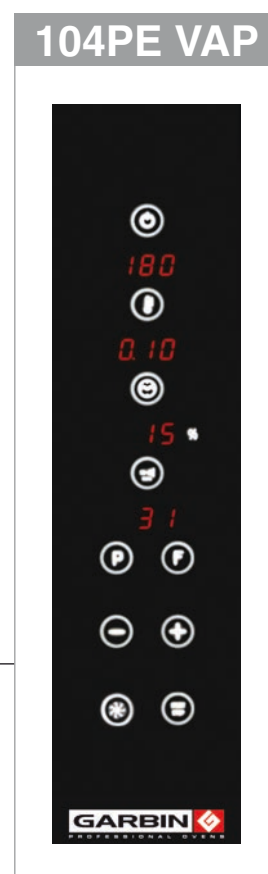 104PE VAP
180
0.10
15 %
31
P F
- +
GARBIN G
PROFESSIONAL OVENS